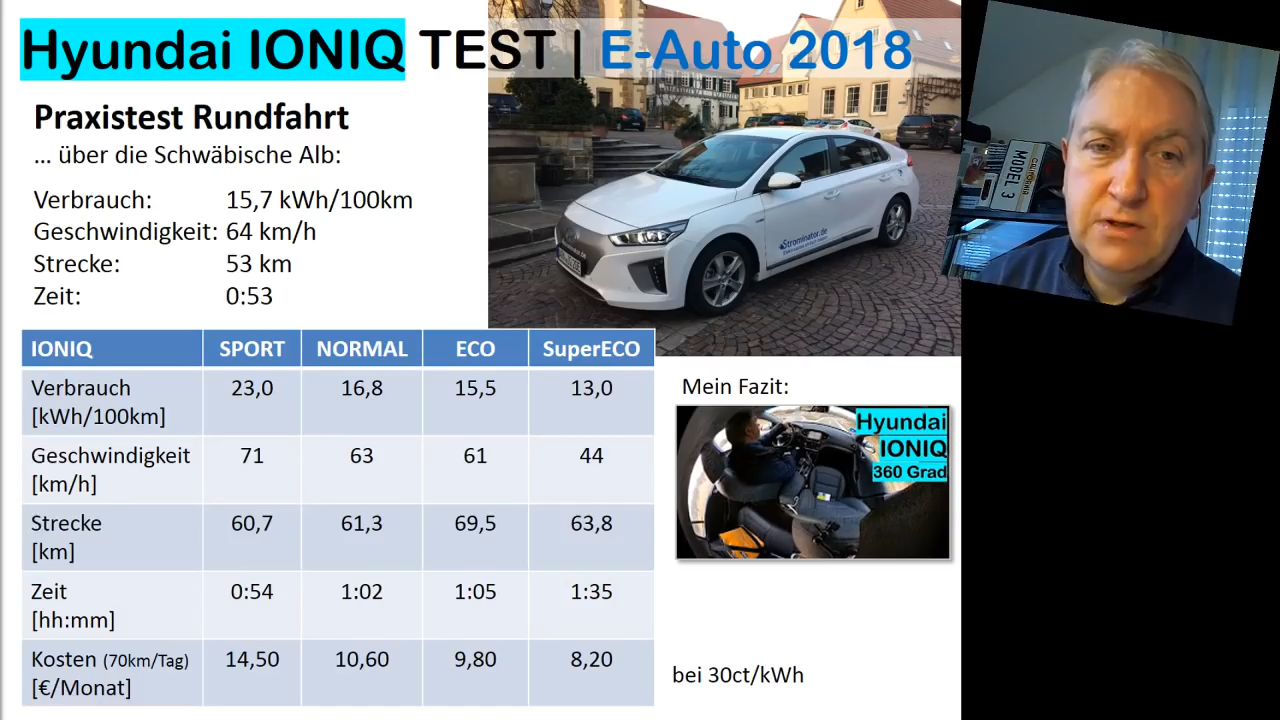 Hyundai IONIQ TEST | E-Auto 2018
Praxistest Rundfahrt
... über die Schwäbische Alb:
Verbrauch: 15,7 kWh/100km
Geschwindigkeit: 64 km/h
Strecke: 53 km
Zeit: 0:53
Strominator.de
MODEL 3
CALIFORNIA
IONIQ SPORT NORMAL ECO SuperECO
Verbrauch 23,0 16,8 15,5 13,0
[kWh/100km]
Geschwindigkeit 71 63 61 44
[km/h]
Strecke 60,7 61,3 69,5 63,8
[km]
Zeit 0:54 1:02 1:05 1:35
[hh:mm]
Kosten (70km/Tag) 14,50 10,60 9,80 8,20
[€/Monat]
Mein Fazit:
Hyundai
IONIQ
360 Grad
bei 30ct/kWh